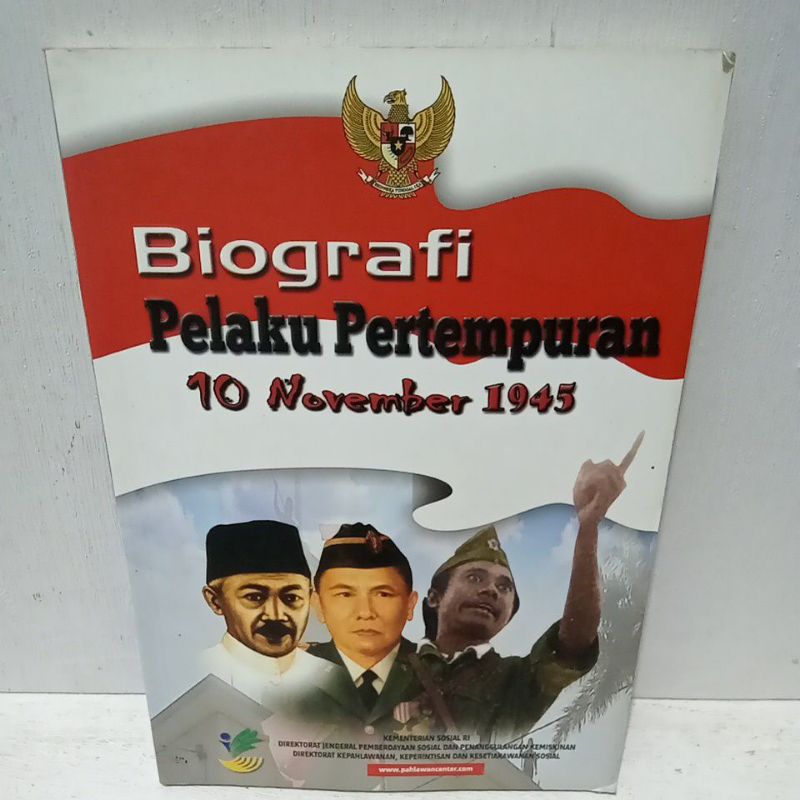 Biografi
Pelaku Pertempuran
10 November 1945
KEMENTERIAN SOSIAL RI
DIREKTORAT JENDERAL PEMBERDAYAAN SOSIAL DAN PENANGGULANGAN KEMISKINAN
DIREKTORAT KEPAHLAWANAN, KEPERINTISAN DAN KESETIAKAWANAN SOSIAL
www.pahlawancenter.com